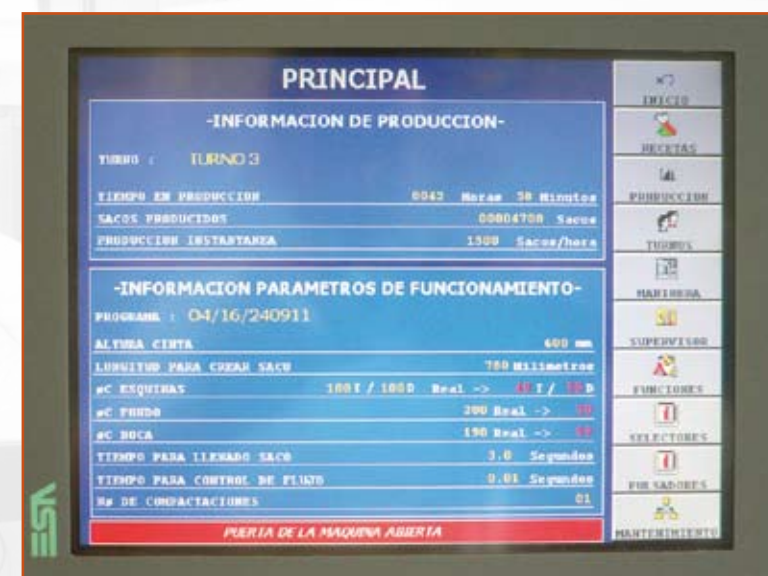 PRINCIPAL
-INFORMACION DE PRODUCCION-
TURNO : TURNO 3
TIEMPO EN PRODUCCION 0043 Horas 50 Minutos
SACOS PRODUCIDOS 00004700 Sacos
PRODUCCION INSTANTANEA 1500 Sacos/hora
-INFORMACION PARAMETROS DE FUNCIONAMIENTO-
PROGRAMA : 04/16/240911
ALTURA CINTA 600 mm
LONGITUD PARA CREAR SACO 780 Milimetros
ºC ESQUINAS 180 I / 180 D Real -> I / D
ºC FONDO 200 Real ->
ºC BOCA 190 Real ->
TIEMPO PARA LLENADO SACO 3.0 Segundos
TIEMPO PARA CONTROL DE FLUJO 0.01 Segundos
Nº DE COMPACTACIONES 01
PUERTA DE LA MAQUINA ABIERTA
INICIO
RECETAS
PRODUCCION
TURNOS
MANIOBRA
SUPERVISOR
FUNCIONES
SELECTORES
PULSADORES
MANTENIMIENTO
ESA